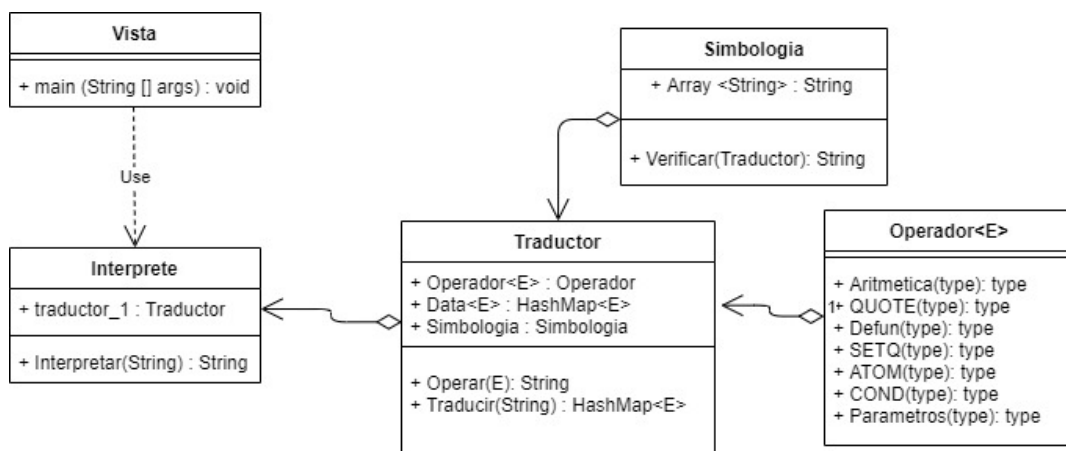 Vista
+ main (String [] args) : void
Use
Simbologia
+ Array <String> : String
+ Verificar(Traductor): String
Interprete
+ traductor_1 : Traductor
+ Interpretar(String) : String
Traductor
+ Operador<E> : Operador
+ Data<E> : HashMap<E>
+ Simbologia : Simbologia
+ Operar(E): String
+ Traducir(String) : HashMap<E>
Operador<E>
+ Aritmetica(type): type
1+ QUOTE(type): type
+ Defun(type): type
+ SETQ(type): type
+ ATOM(type): type
+ COND(type): type
+ Parametros(type): type